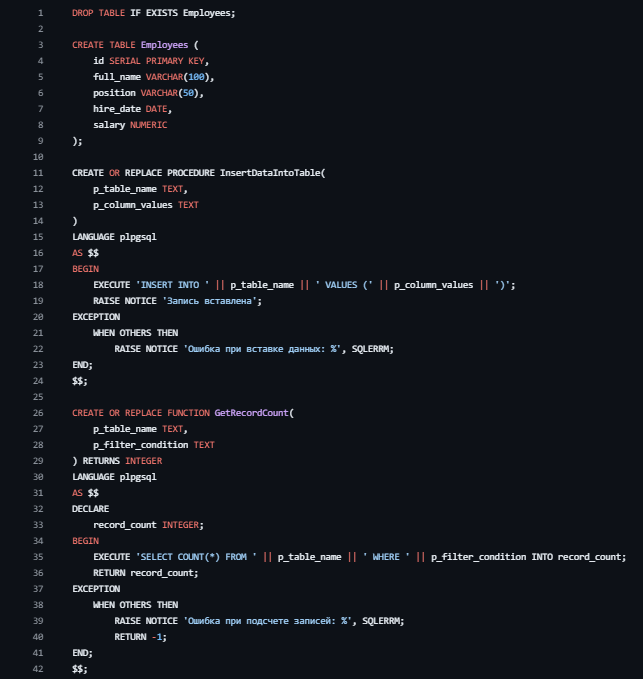 1 DROP TABLE IF EXISTS Employees;
2
3 CREATE TABLE Employees (
4     id SERIAL PRIMARY KEY,
5     full_name VARCHAR(100),
6     position VARCHAR(50),
7     hire_date DATE,
8     salary NUMERIC
9 );
10
11 CREATE OR REPLACE PROCEDURE InsertDataIntoTable(
12     p_table_name TEXT,
13     p_column_values TEXT
14 )
15 LANGUAGE plpgsql
16 AS $$
17 BEGIN
18     EXECUTE 'INSERT INTO ' || p_table_name || ' VALUES (' || p_column_values || ')';
19     RAISE NOTICE 'Запись вставлена';
20 EXCEPTION
21     WHEN OTHERS THEN
22         RAISE NOTICE 'Ошибка при вставке данных: %', SQLERRM;
23 END;
24 $$;
25
26 CREATE OR REPLACE FUNCTION GetRecordCount(
27     p_table_name TEXT,
28     p_filter_condition TEXT
29 ) RETURNS INTEGER
30 LANGUAGE plpgsql
31 AS $$
32 DECLARE
33     record_count INTEGER;
34 BEGIN
35     EXECUTE 'SELECT COUNT(*) FROM ' || p_table_name || ' WHERE ' || p_filter_condition INTO record_count;
36     RETURN record_count;
37 EXCEPTION
38     WHEN OTHERS THEN
39         RAISE NOTICE 'Ошибка при подсчете записей: %', SQLERRM;
40         RETURN -1;
41 END;
42 $$;